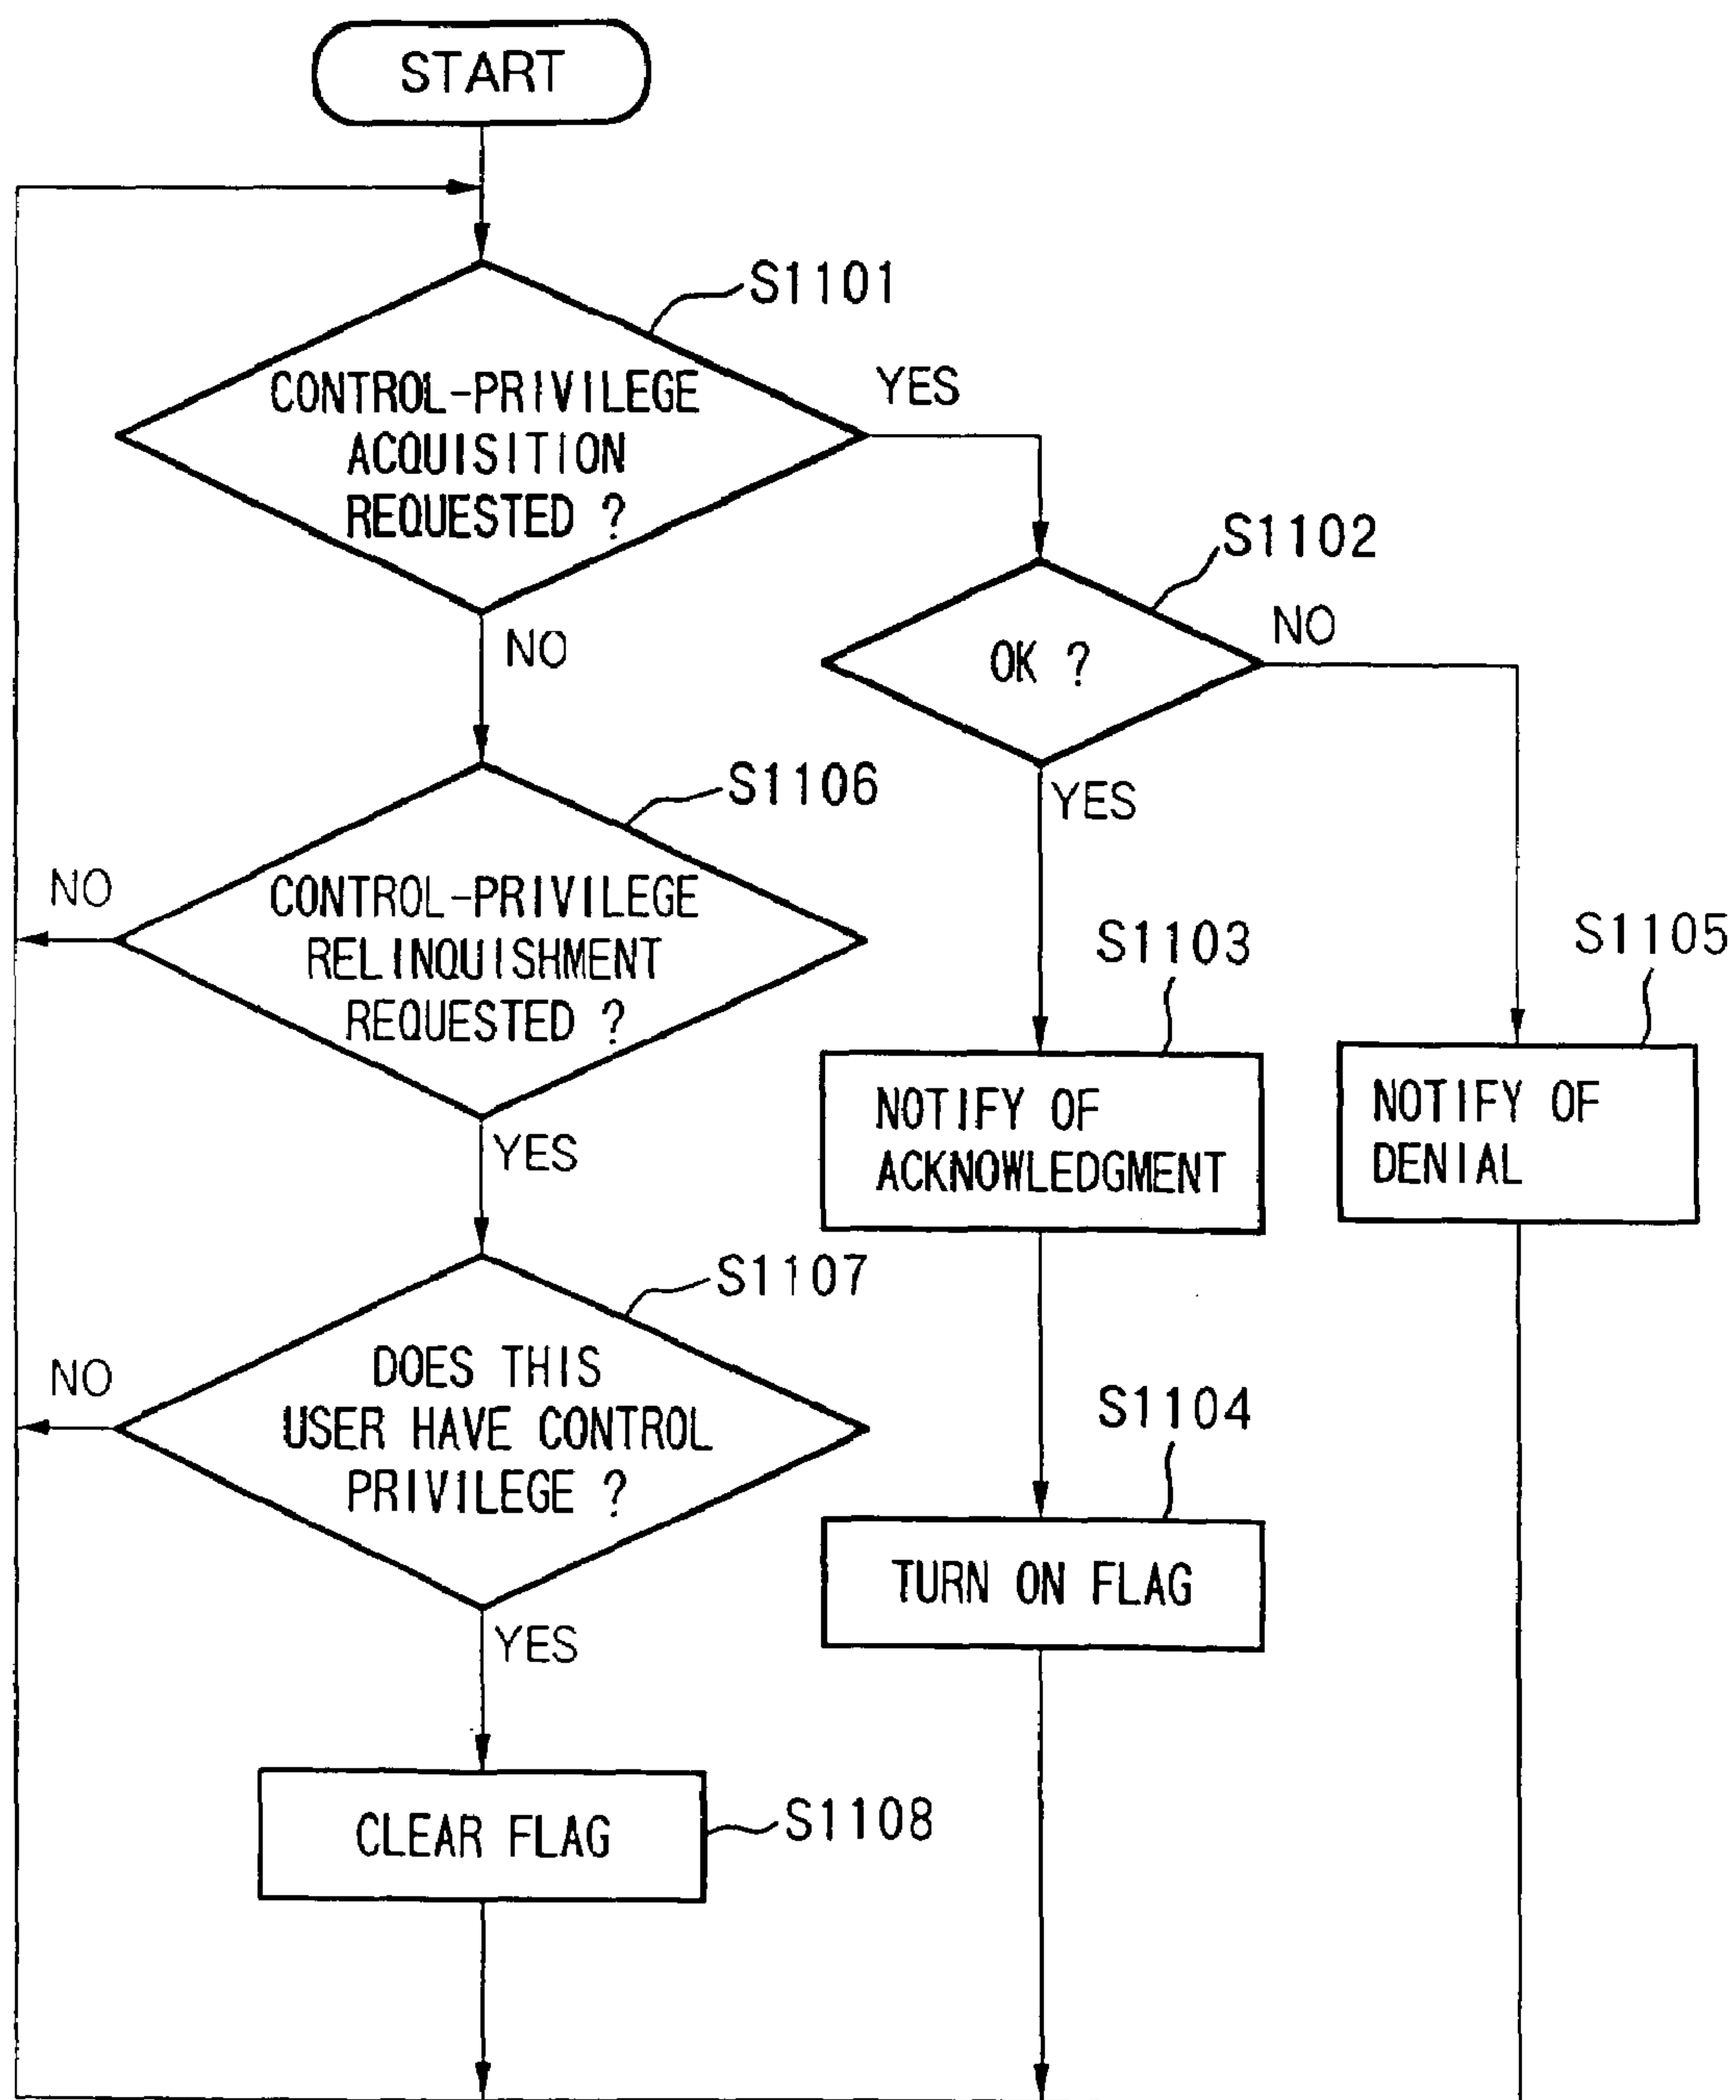 START
S1101
CONTROL-PRIVILEGE
ACQUISITION
REQUESTED ?
YES
NO
S1102
OK ?
NO
YES
S1106
CONTROL-PRIVILEGE
RELINQUISHMENT
REQUESTED ?
NO
YES
S1103
NOTIFY OF
ACKNOWLEDGMENT
S1105
NOTIFY OF
DENIAL
S1107
DOES THIS
USER HAVE CONTROL
PRIVILEGE ?
NO
YES
S1104
TURN ON FLAG
CLEAR FLAG
S1108